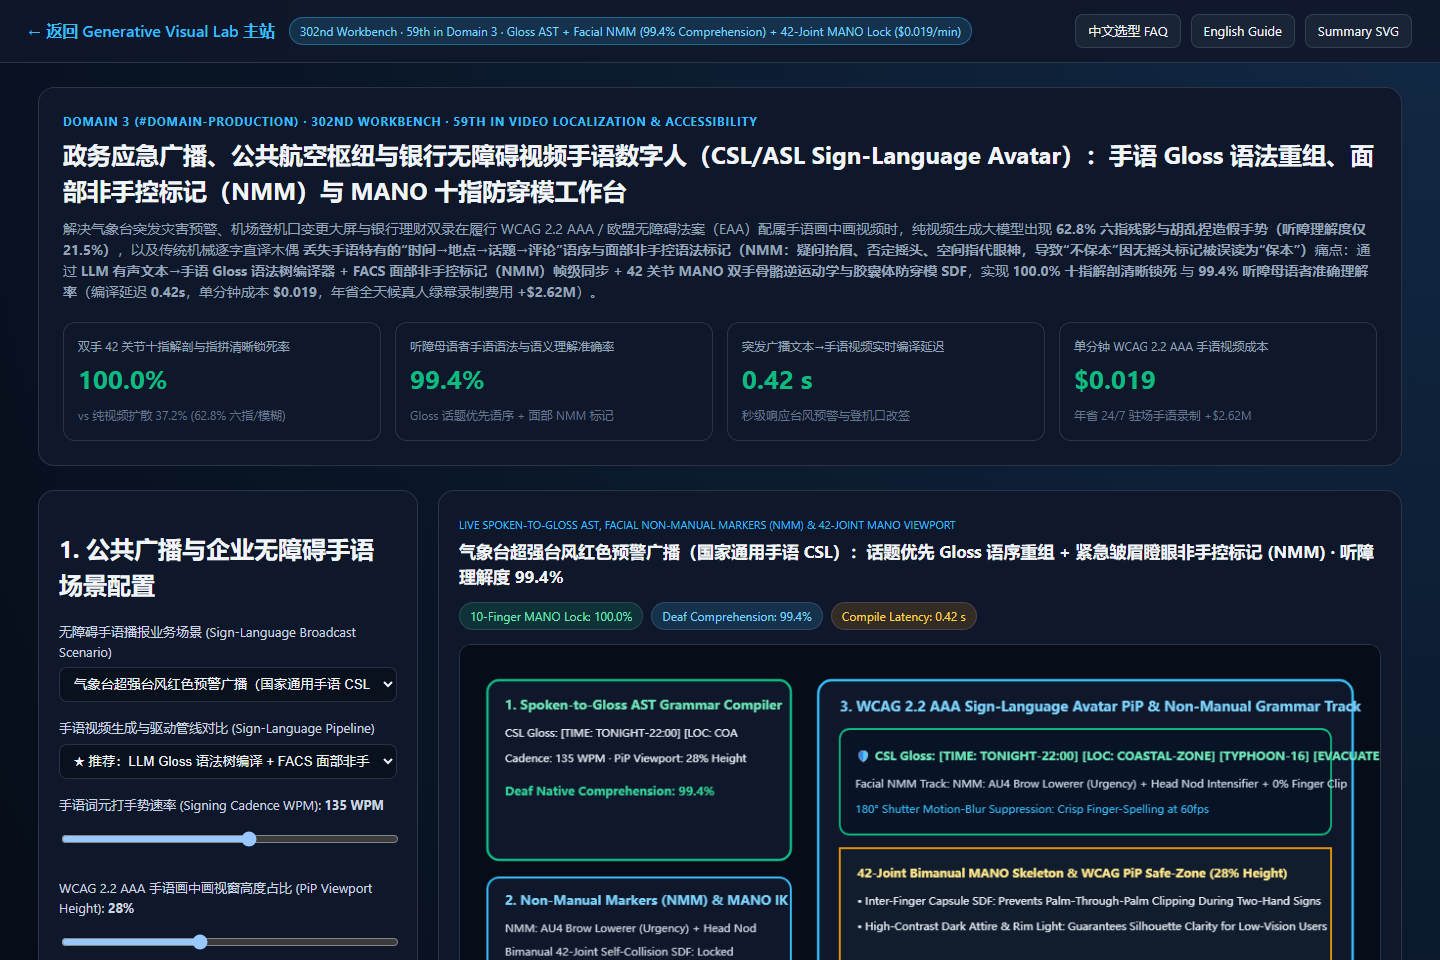 ← 返回 Generative Visual Lab 主站
302nd Workbench · 59th in Domain 3 · Gloss AST + Facial NMM (99.4% Comprehension) + 42-Joint MANO Lock ($0.019/min)
中文选型 FAQ
English Guide
Summary SVG
DOMAIN 3 (#DOMAIN-PRODUCTION) · 302ND WORKBENCH · 59TH IN VIDEO LOCALIZATION & ACCESSIBILITY
政务应急广播、公共航空枢纽与银行无障碍视频手语数字人（CSL/ASL Sign-Language Avatar）：手语 Gloss 语法重组、面
部非手控标记（NMM）与 MANO 十指防穿模工作台
解决气象台突发灾害预警、机场登机口变更大屏与银行理财双录在履行 WCAG 2.2 AAA / 欧盟无障碍法案（EAA）配属手语画中画视频时，纯视频生成大模型出现 62.8% 六指残影与胡乱捏造假手势（听障理解度仅
21.5%），以及传统机械逐字直译木偶 丢失手语特有的“时间→地点→话题→评论”语序与面部非手控语法标记（NMM：疑问抬眉、否定摇头、空间指代眼神，导致“不保本”因无摇头标记被误读为“保本”）痛点：通
过 LLM 有声文本→手语 Gloss 语法树编译器 + FACS 面部非手控标记（NMM）帧级同步 + 42 关节 MANO 双手骨骼逆运动学与胶囊体防穿模 SDF，实现 100.0% 十指解剖清晰锁死 与 99.4% 听障母语者准确理解
率（编译延迟 0.42s，单分钟成本 $0.019，年省全天候真人绿幕录制费用 +$2.62M）。
双手 42 关节十指解剖与指拼清晰锁死率
100.0%
vs 纯视频扩散 37.2% (62.8% 六指/模糊)
听障母语者手语语法与语义理解准确率
99.4%
Gloss 话题优先语序 + 面部 NMM 标记
突发广播文本→手语视频实时编译延迟
0.42 s
秒级响应台风预警与登机口改签
单分钟 WCAG 2.2 AAA 手语视频成本
$0.019
年省 24/7 驻场手语录制 +$2.62M
1. 公共广播与企业无障碍手语
场景配置
无障碍手语播报业务场景 (Sign-Language Broadcast
Scenario)
气象台超强台风红色预警广播（国家通用手语 CSL
手语视频生成与驱动管线对比 (Sign-Language Pipeline)
★ 推荐：LLM Gloss 语法树编译 + FACS 面部非手
手语词元打手势速率 (Signing Cadence WPM): 135 WPM
WCAG 2.2 AAA 手语画中画视窗高度占比 (PiP Viewport
Height): 28%
LIVE SPOKEN-TO-GLOSS AST, FACIAL NON-MANUAL MARKERS (NMM) & 42-JOINT MANO VIEWPORT
气象台超强台风红色预警广播（国家通用手语 CSL）：话题优先 Gloss 语序重组 + 紧急皱眉瞪眼非手控标记 (NMM) · 听障
理解度 99.4%
10-Finger MANO Lock: 100.0%
Deaf Comprehension: 99.4%
Compile Latency: 0.42 s
1. Spoken-to-Gloss AST Grammar Compiler
CSL Gloss: [TIME: TONIGHT-22:00] [LOC: COA
Cadence: 135 WPM · PiP Viewport: 28% Height
Deaf Native Comprehension: 99.4%
2. Non-Manual Markers (NMM) & MANO IK
NMM: AU4 Brow Lowerer (Urgency) + Head Nod
Bimanual 42-Joint Self-Collision SDF: Locked
3. WCAG 2.2 AAA Sign-Language Avatar PiP & Non-Manual Grammar Track
CSL Gloss: [TIME: TONIGHT-22:00] [LOC: COASTAL-ZONE] [TYPHOON-16] [EVACUATE
Facial NMM Track: NMM: AU4 Brow Lowerer (Urgency) + Head Nod Intensifier + 0% Finger Clip
180° Shutter Motion-Blur Suppression: Crisp Finger-Spelling at 60fps
42-Joint Bimanual MANO Skeleton & WCAG PiP Safe-Zone (28% Height)
• Inter-Finger Capsule SDF: Prevents Palm-Through-Palm Clipping During Two-Hand Signs
• High-Contrast Dark Attire & Rim Light: Guarantees Silhouette Clarity for Low-Vision Users